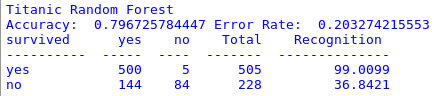 Titanic Random Forest
Accuracy:  0.796725784447 Error Rate:  0.203274215553
survived     yes    no    Total     Recognition
----------  -----  ----  -------  --------------
yes          500     5      505         99.0099
no           144    84      228         36.8421